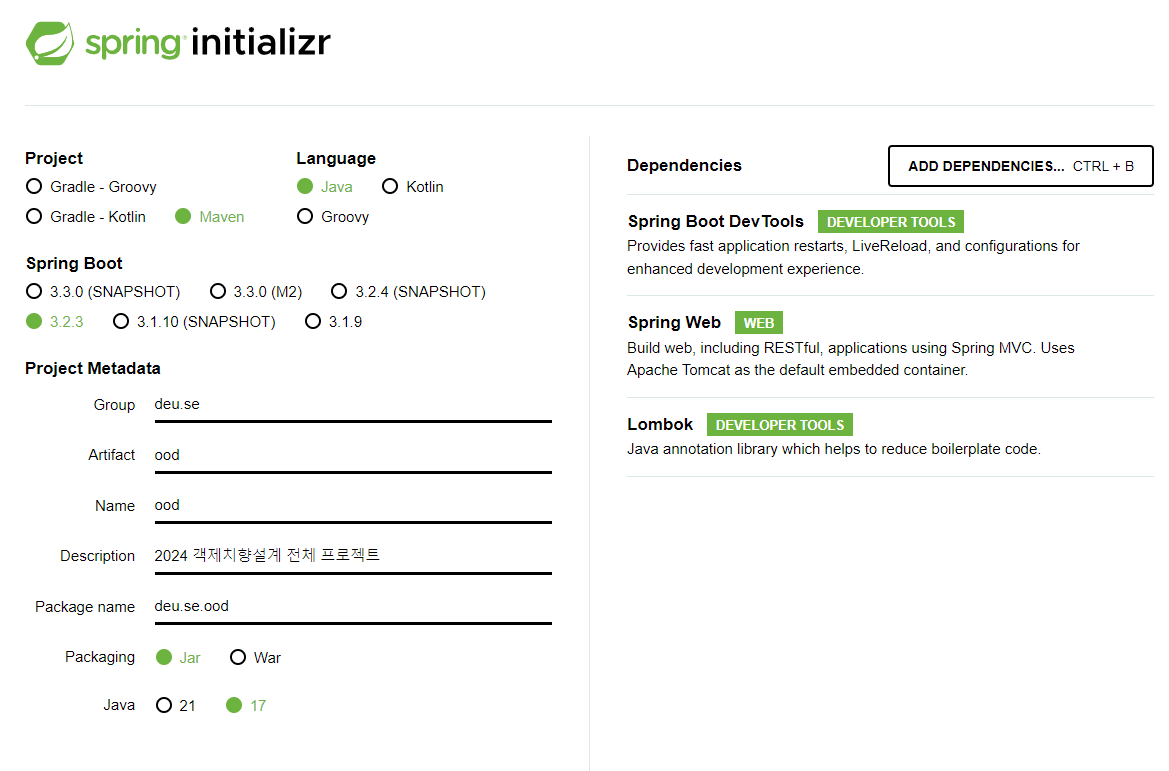 spring initializr
Project
Gradle - Groovy
Gradle - Kotlin Maven
Language
Java Kotlin
Groovy
Spring Boot
3.3.0 (SNAPSHOT) 3.3.0 (M2) 3.2.4 (SNAPSHOT)
3.2.3 3.1.10 (SNAPSHOT) 3.1.9
Project Metadata
Group deu.se
Artifact ood
Name ood
Description 2024 객제치향설계 전체 프로젝트
Package name deu.se.ood
Packaging Jar War
Java 21 17
Dependencies ADD DEPENDENCIES... CTRL + B
Spring Boot DevTools DEVELOPER TOOLS
Provides fast application restarts, LiveReload, and configurations for
enhanced development experience.
Spring Web WEB
Build web, including RESTful, applications using Spring MVC. Uses
Apache Tomcat as the default embedded container.
Lombok DEVELOPER TOOLS
Java annotation library which helps to reduce boilerplate code.